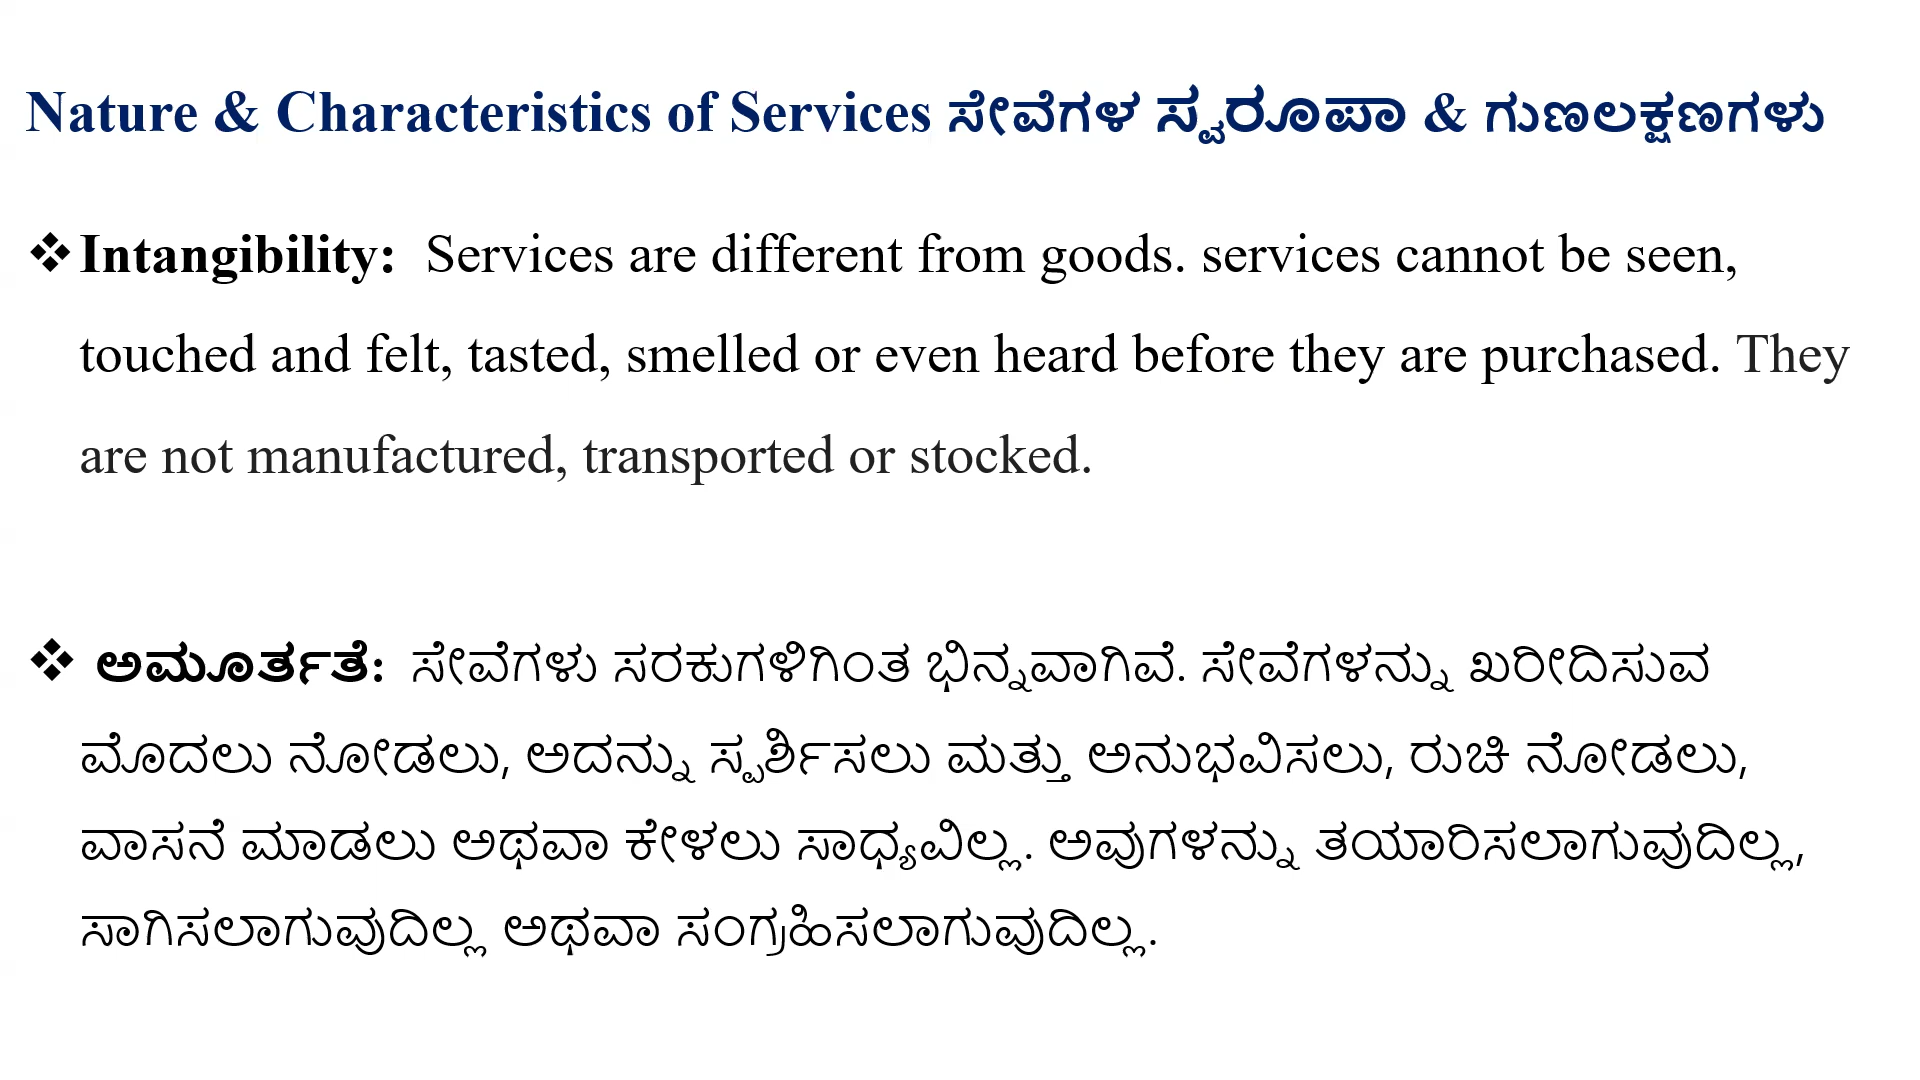 Nature & Characteristics of Services ಸೇವೆಗಳ ಸ್ವರೂಪಾ & ಗುಣಲಕ್ಷಣಗಳು
❖ Intangibility: Services are different from goods. services cannot be seen,
touched and felt, tasted, smelled or even heard before they are purchased. They
are not manufactured, transported or stocked.
❖ ಅಮೂರ್ತತೆ: ಸೇವೆಗಳು ಸರಕುಗಳಿಗಿಂತ ಭಿನ್ನವಾಗಿವೆ. ಸೇವೆಗಳನ್ನು ಖರೀದಿಸುವ
ಮೊದಲು ನೋಡಲು, ಅದನ್ನು ಸ್ಪರ್ಶಿಸಲು ಮತ್ತು ಅನುಭವಿಸಲು, ರುಚಿ ನೋಡಲು,
ವಾಸನೆ ಮಾಡಲು ಅಥವಾ ಕೇಳಲು ಸಾಧ್ಯವಿಲ್ಲ. ಅವುಗಳನ್ನು ತಯಾರಿಸಲಾಗುವುದಿಲ್ಲ,
ಸಾಗಿಸಲಾಗುವುದಿಲ್ಲ ಅಥವಾ ಸಂಗ್ರಹಿಸಲಾಗುವುದಿಲ್ಲ.